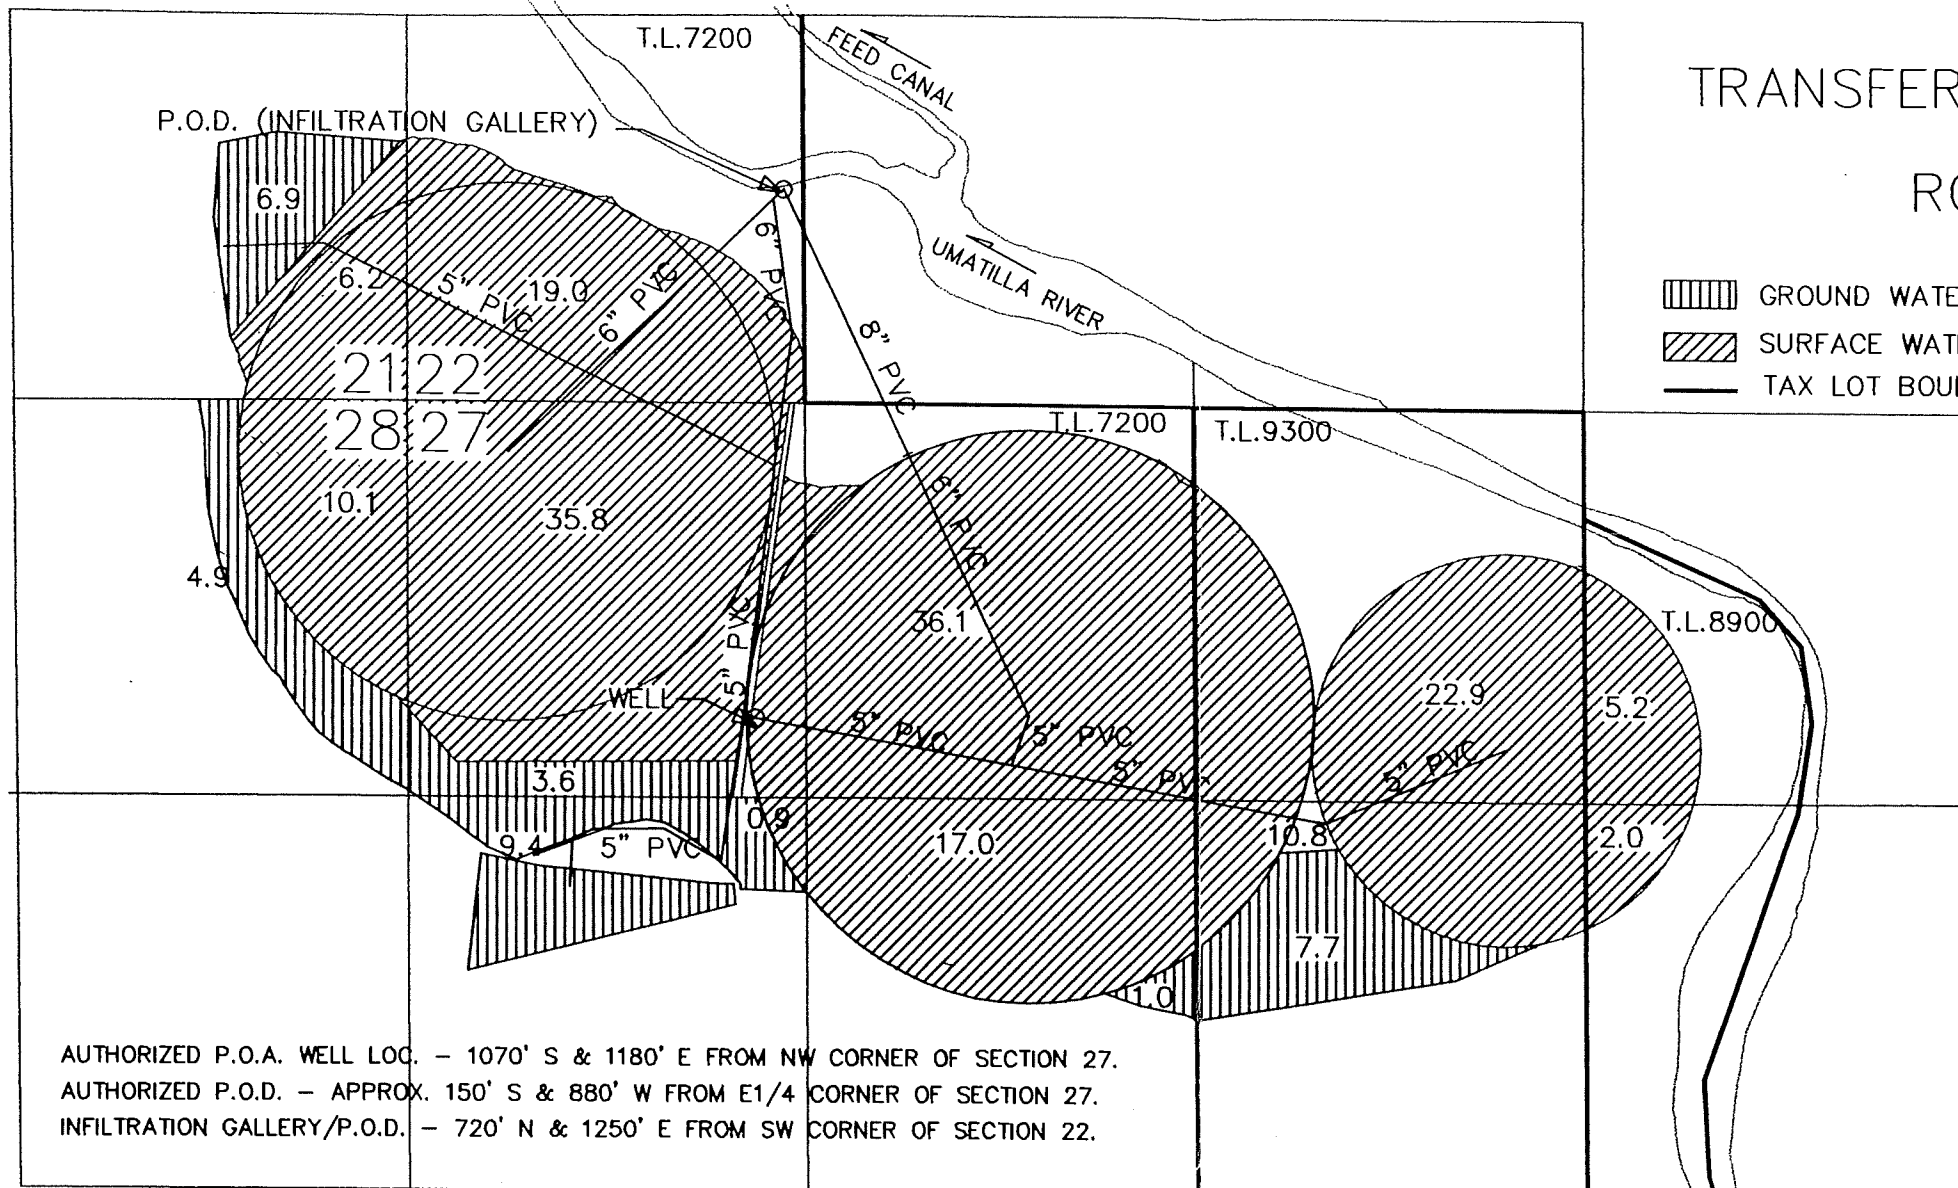 T.L.7200
FEED CANAL
TRANSFER
P.O.D. (INFILTRATION GALLERY)
6.9
6" PVC
UMATILLA RIVER
6.2
5" PVC
19.0
6" PVC
8" PVC
GROUND WATE
SURFACE WAT
TAX LOT BOU
21 22
28 27
T.L.7200
T.L.9300
10.1
35.8
6" PVC
4.9
36.1
T.L.8900
5" PVC
WELL
22.9
5.2
5" PVC
5" PVC
5" PVC
5" PVC
3.6
0.9
9.4
5" PVC
17.0
10.8
2.0
7.7
1.0
AUTHORIZED P.O.A. WELL LOC. – 1070' S & 1180' E FROM NW CORNER OF SECTION 27.
AUTHORIZED P.O.D. – APPROX. 150' S & 880' W FROM E1/4 CORNER OF SECTION 27.
INFILTRATION GALLERY/P.O.D. – 720' N & 1250' E FROM SW CORNER OF SECTION 22.